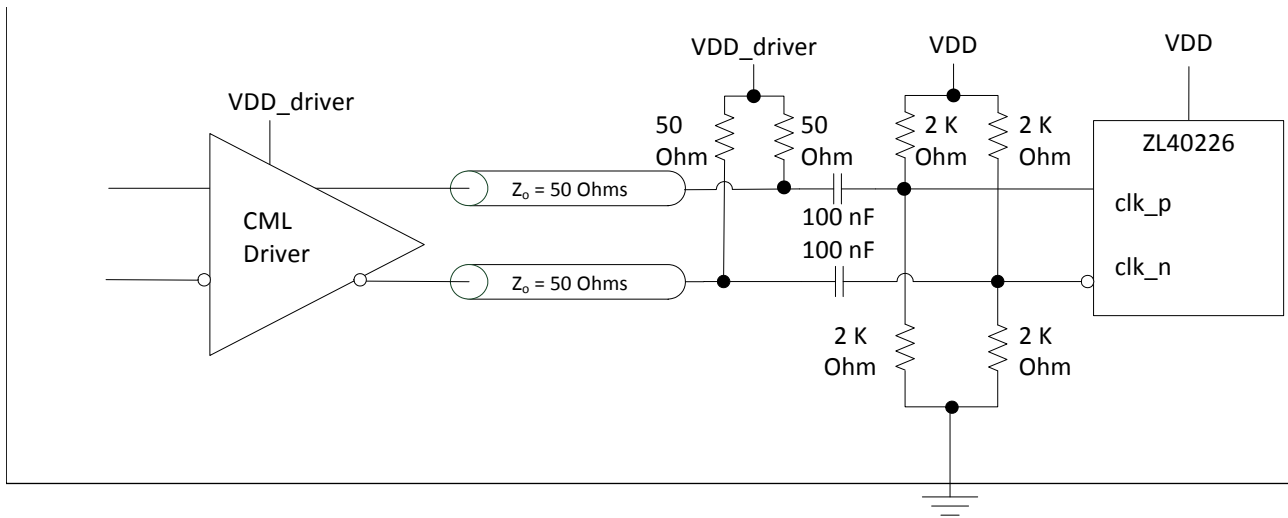 VDD_driver
VDD
VDD
VDD_driver
50
Ohm
50
Ohm
2 K
Ohm
2 K
Ohm
ZL40226
CML
Driver
Zo = 50 Ohms
clk_p
100 nF
100 nF
clk_n
Zo = 50 Ohms
2 K
Ohm
2 K
Ohm